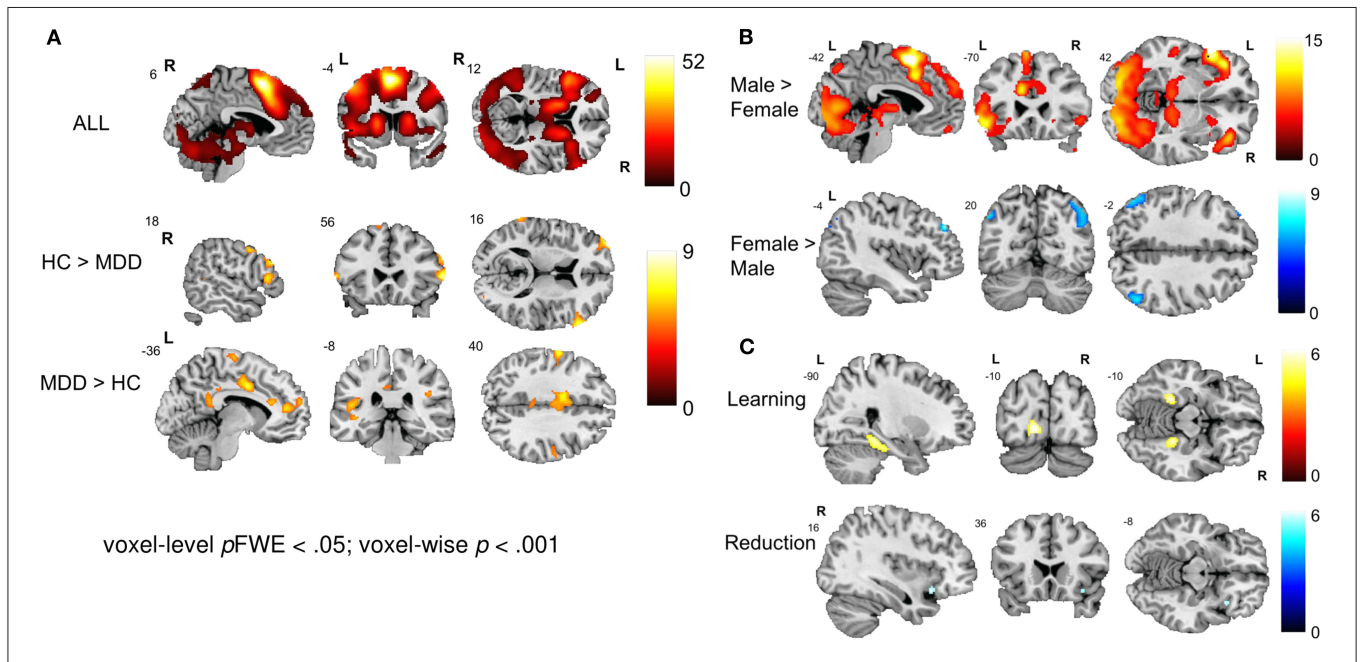 A
6
R
-4
L
R
12
L
R
ALL
52
0
18
R
56
16
HC > MDD
9
0
-36
L
-8
40
MDD > HC
voxel-level pFWE < .05; voxel-wise p < .001
B
L
-42
L
R
-70
42
L
R
Male >
Female
15
0
L
-4
20
-2
Female >
Male
9
0
C
L
-90
L
R
-10
-10
L
R
Learning
6
0
R
16
36
-8
Reduction
6
0